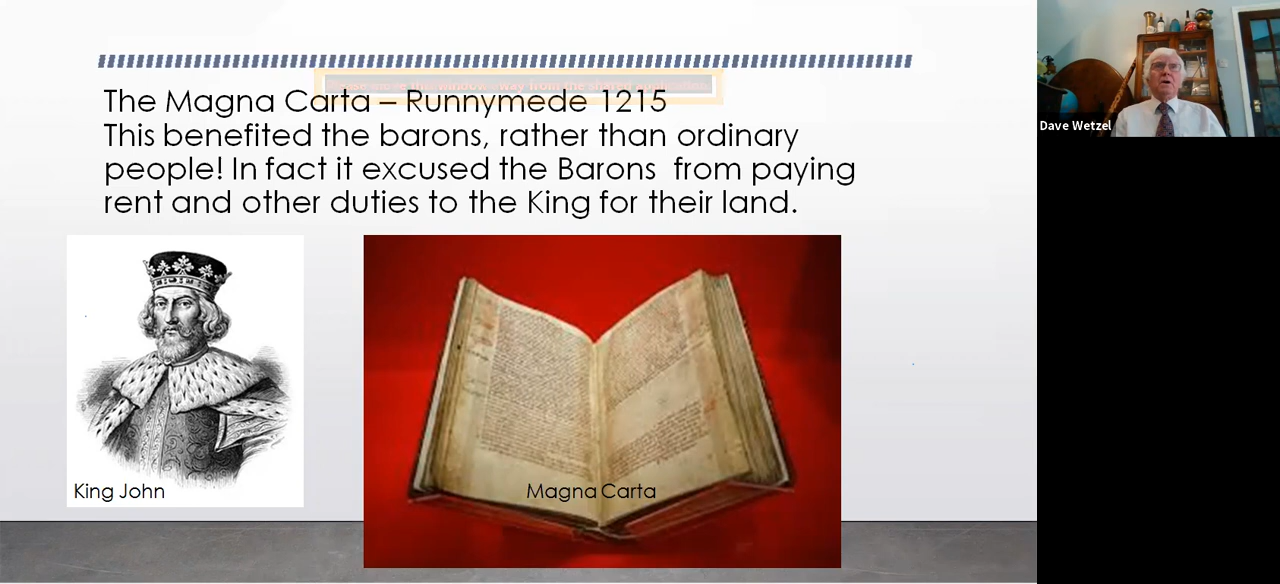 The Magna Carta – Runnymede 1215
This benefited the barons, rather than ordinary
people! In fact it excused the Barons  from paying
rent and other duties to the King for their land.
King John
Magna Carta
Dave Wetzel